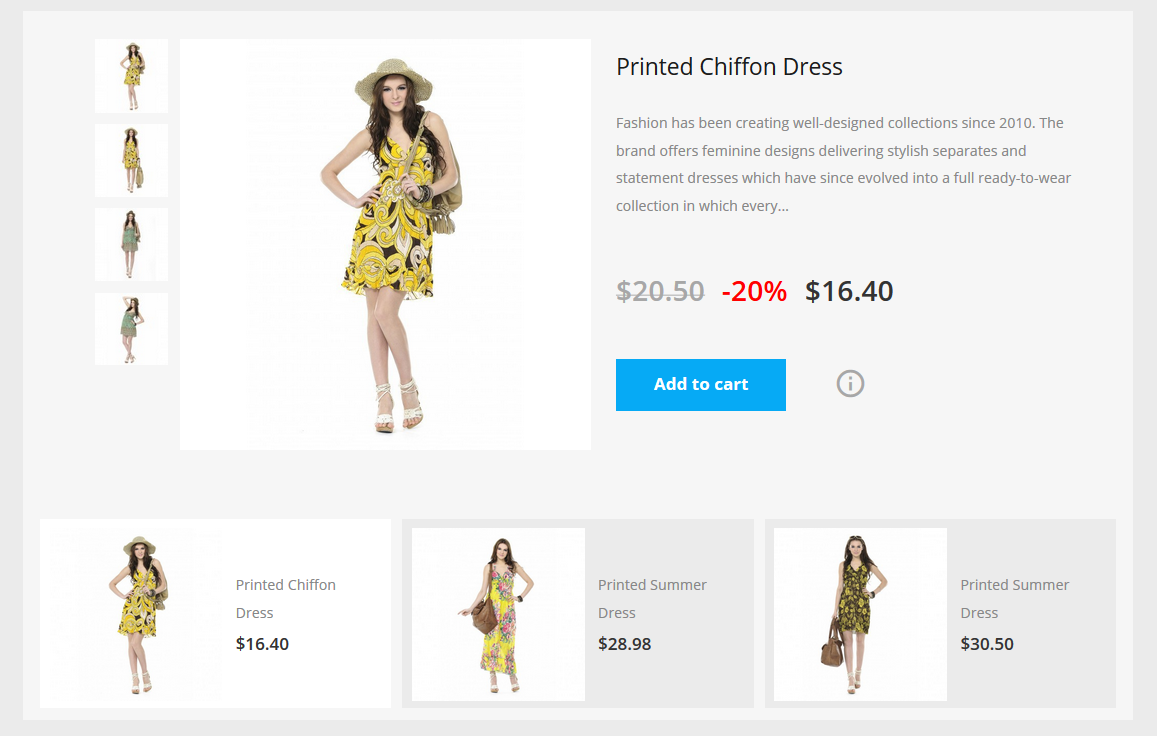 Printed Chiffon Dress
Fashion has been creating well-designed collections since 2010. The
brand offers feminine designs delivering stylish separates and
statement dresses which have since evolved into a full ready-to-wear
collection in which every...
$20.50 -20% $16.40
Add to cart
Printed Chiffon
Dress
$16.40
Printed Summer
Dress
$28.98
Printed Summer
Dress
$30.50